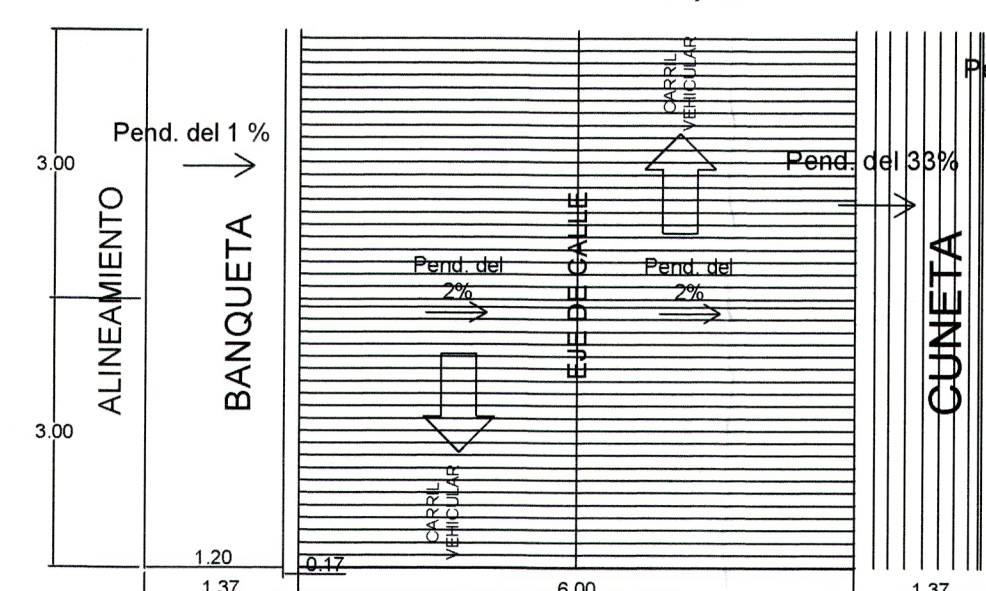 CARRIL
VEHICULAR
Pend. del 1 %
3.00
Pend. del 33%
ALINEAMIENTO
BANQUETA
EJE DE CALLE
CUNETA
Pend. del
2%
Pend. del
2%
3.00
CARRIL
VEHICULAR
1.20
0.17
1.37
6.00
1.37